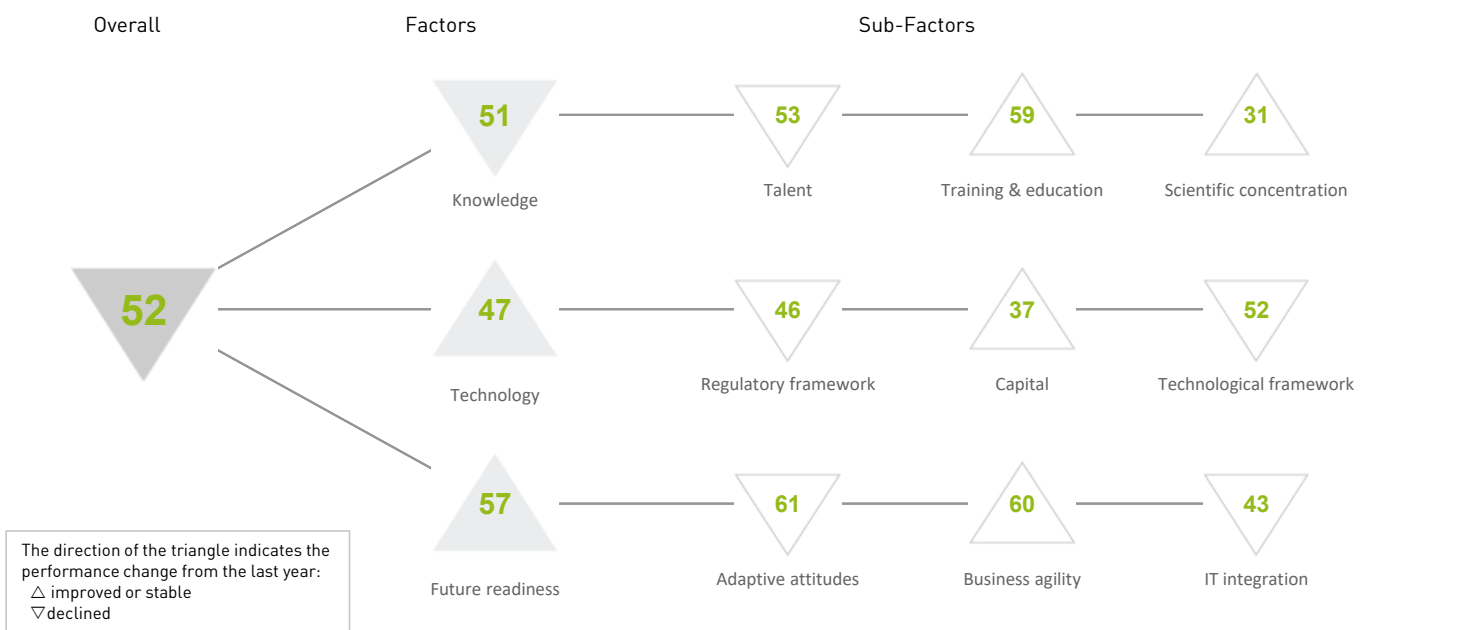 Overall Factors Sub-Factors
51 53 59 31
Knowledge Talent Training & education Scientific concentration
52 47 46 37 52
Technology Regulatory framework Capital Technological framework
57 61 60 43
Future readiness Adaptive attitudes Business agility IT integration
The direction of the triangle indicates the
performance change from the last year:
△ improved or stable
▽ declined